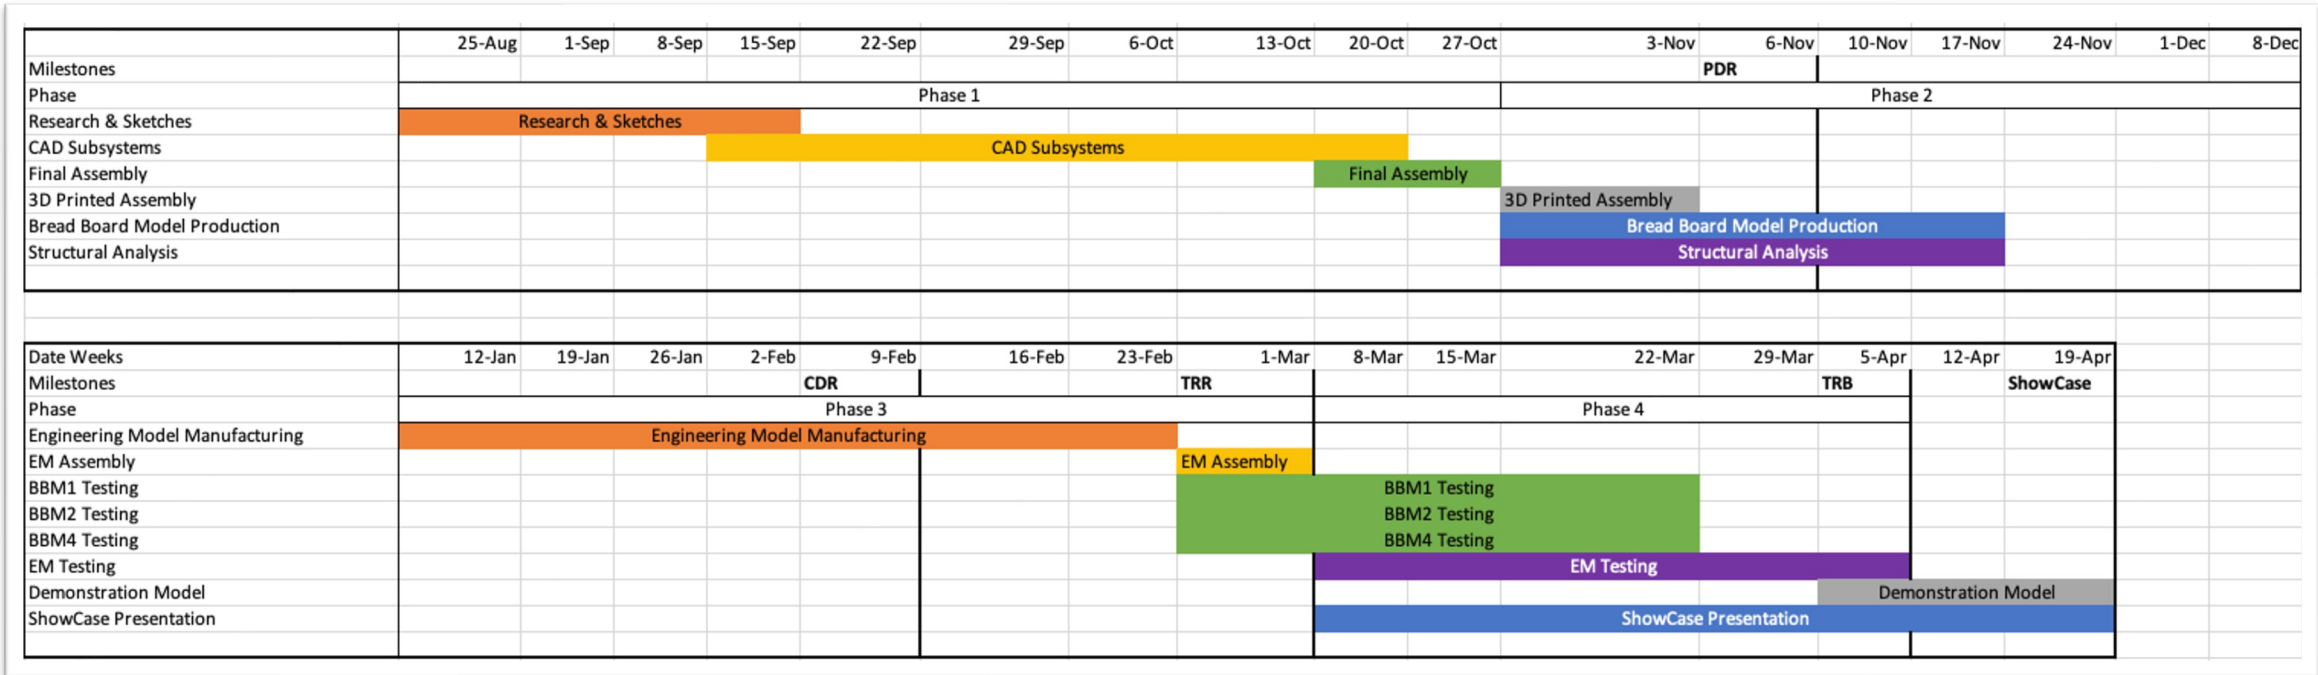 25-Aug 1-Sep 8-Sep 15-Sep 22-Sep 29-Sep 6-Oct 13-Oct 20-Oct 27-Oct 3-Nov 6-Nov 10-Nov 17-Nov 24-Nov 1-Dec 8-Dec
Milestones PDR
Phase Phase 1 Phase 2
Research & Sketches Research & Sketches
CAD Subsystems CAD Subsystems
Final Assembly Final Assembly
3D Printed Assembly 3D Printed Assembly
Bread Board Model Production Bread Board Model Production
Structural Analysis Structural Analysis
Date Weeks 12-Jan 19-Jan 26-Jan 2-Feb 9-Feb 16-Feb 23-Feb 1-Mar 8-Mar 15-Mar 22-Mar 29-Mar 5-Apr 12-Apr 19-Apr
Milestones CDR TRR TRB ShowCase
Phase Phase 3 Phase 4
Engineering Model Manufacturing Engineering Model Manufacturing
EM Assembly EM Assembly
BBM1 Testing BBM1 Testing
BBM2 Testing BBM2 Testing
BBM4 Testing BBM4 Testing
EM Testing EM Testing
Demonstration Model Demonstration Model
ShowCase Presentation ShowCase Presentation